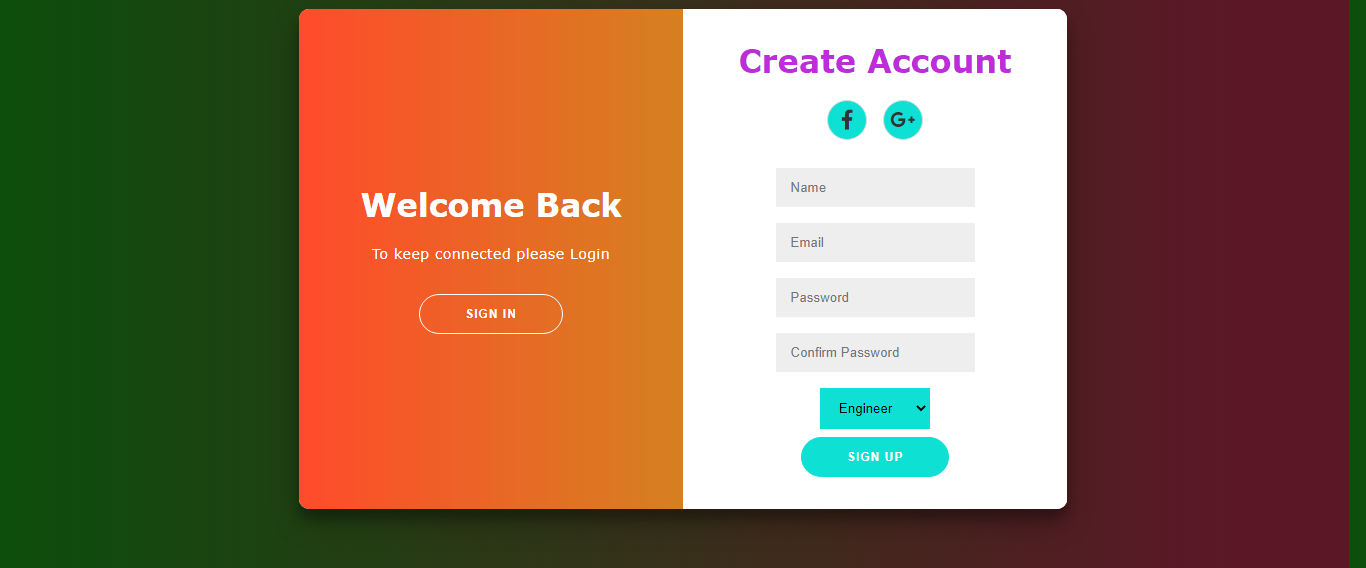 Welcome Back
To keep connected please Login
SIGN IN
Create Account
f G+
Name
Email
Password
Confirm Password
Engineer
SIGN UP